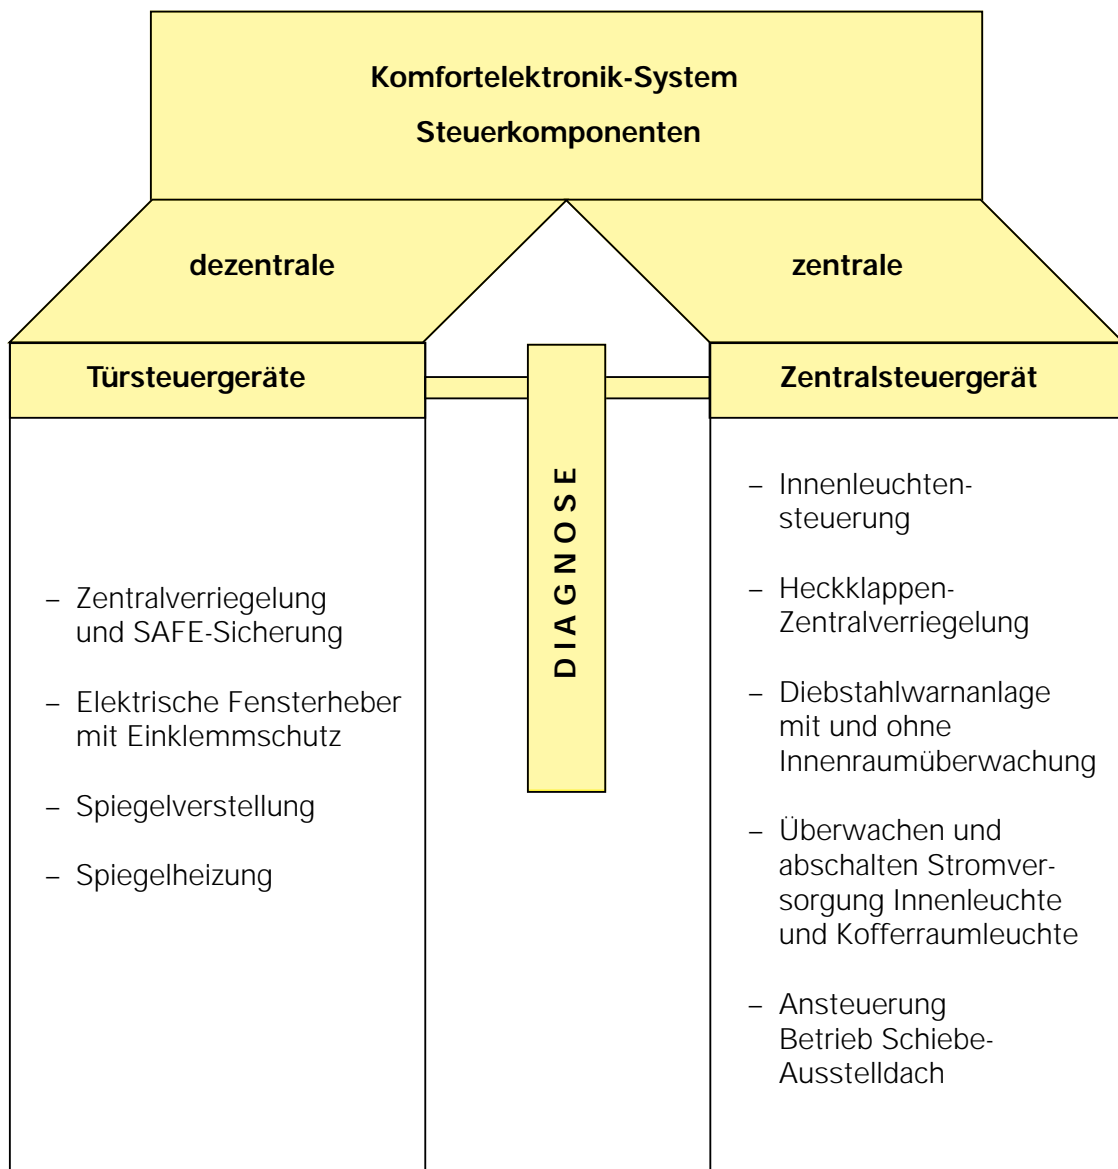 Komfortelektronik-System
Steuerkomponenten
dezentrale
zentrale
Türsteuergeräte
Zentralsteuergerät
– Zentralverriegelung
und SAFE-Sicherung
– Elektrische Fensterheber
mit Einklemmschutz
– Spiegelverstellung
– Spiegelheizung
DIAGNOSE
– Innenleuchten-
steuerung
– Heckklappen-
Zentralverriegelung
– Diebstahlwarnanlage
mit und ohne
Innenraumüberwachung
– Überwachen und
abschalten Stromver-
sorgung Innenleuchte
und Kofferraumleuchte
– Ansteuerung
Betrieb Schiebe-
Ausstelldach